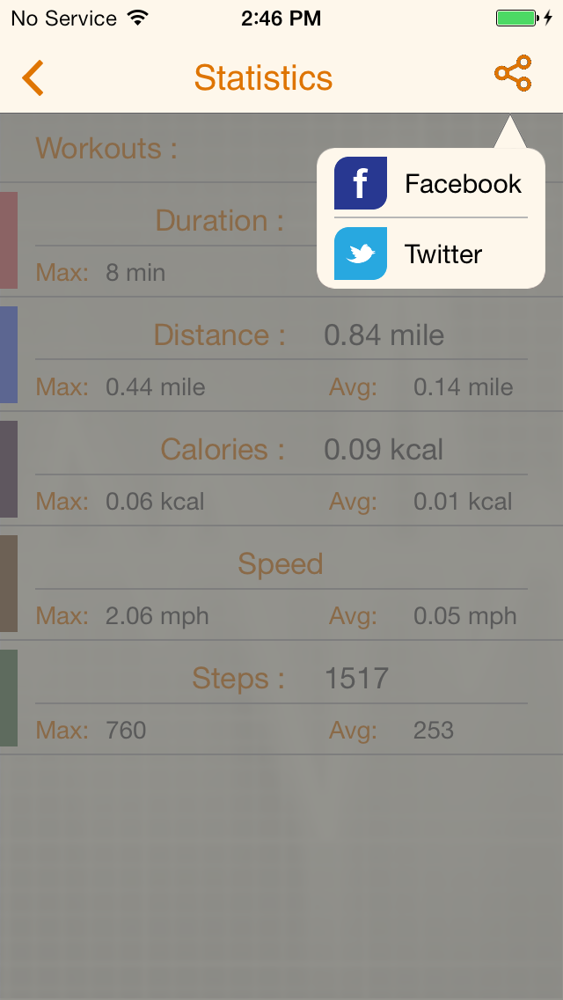 No Service 2:46 PM
Statistics
Workouts :
f Facebook
Duration :
Twitter
Max: 8 min
Distance : 0.84 mile
Max: 0.44 mile Avg: 0.14 mile
Calories : 0.09 kcal
Max: 0.06 kcal Avg: 0.01 kcal
Speed
Max: 2.06 mph Avg: 0.05 mph
Steps : 1517
Max: 760 Avg: 253